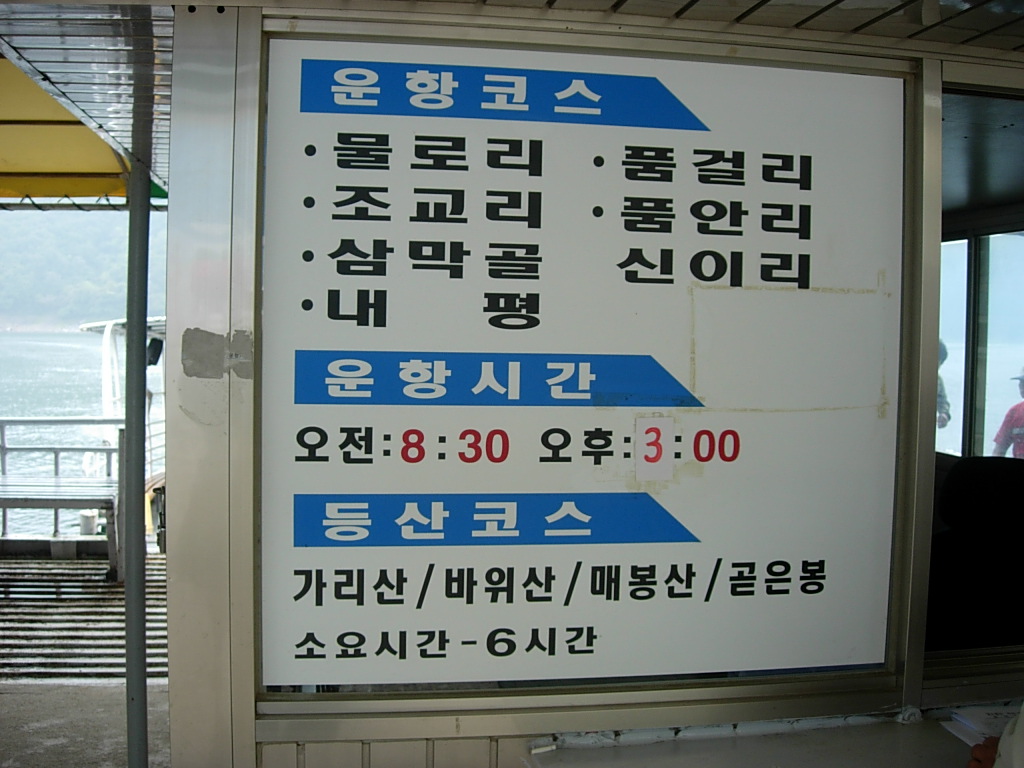 운항코스
·물로리 ·품걸리
·조교리 ·품안리
·삼막골 신이리
·내 평
운항시간
오전:8:30 오후:3:00
등산코스
가리산/바위산/매봉산/곧은봉
소요시간-6시간